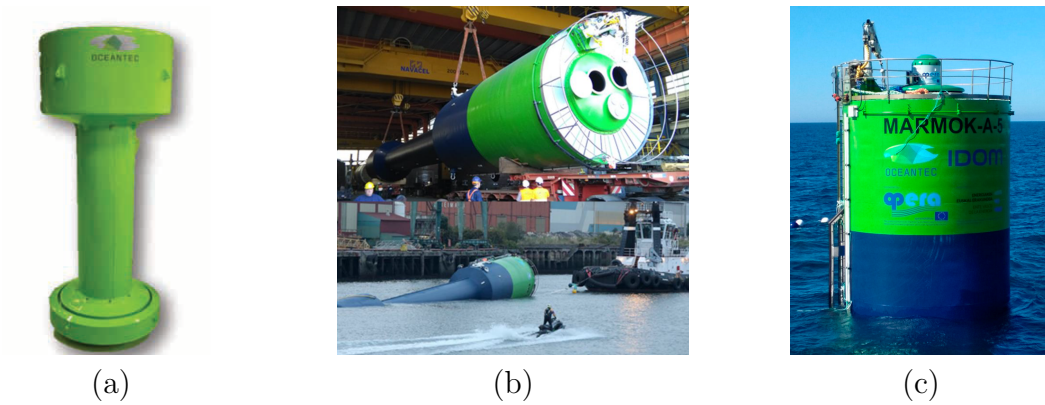 OCEANTEC
NAVACEL
MARMOK-A-5
OCEANTEC
IDOM
opera
(a)
(b)
(c)